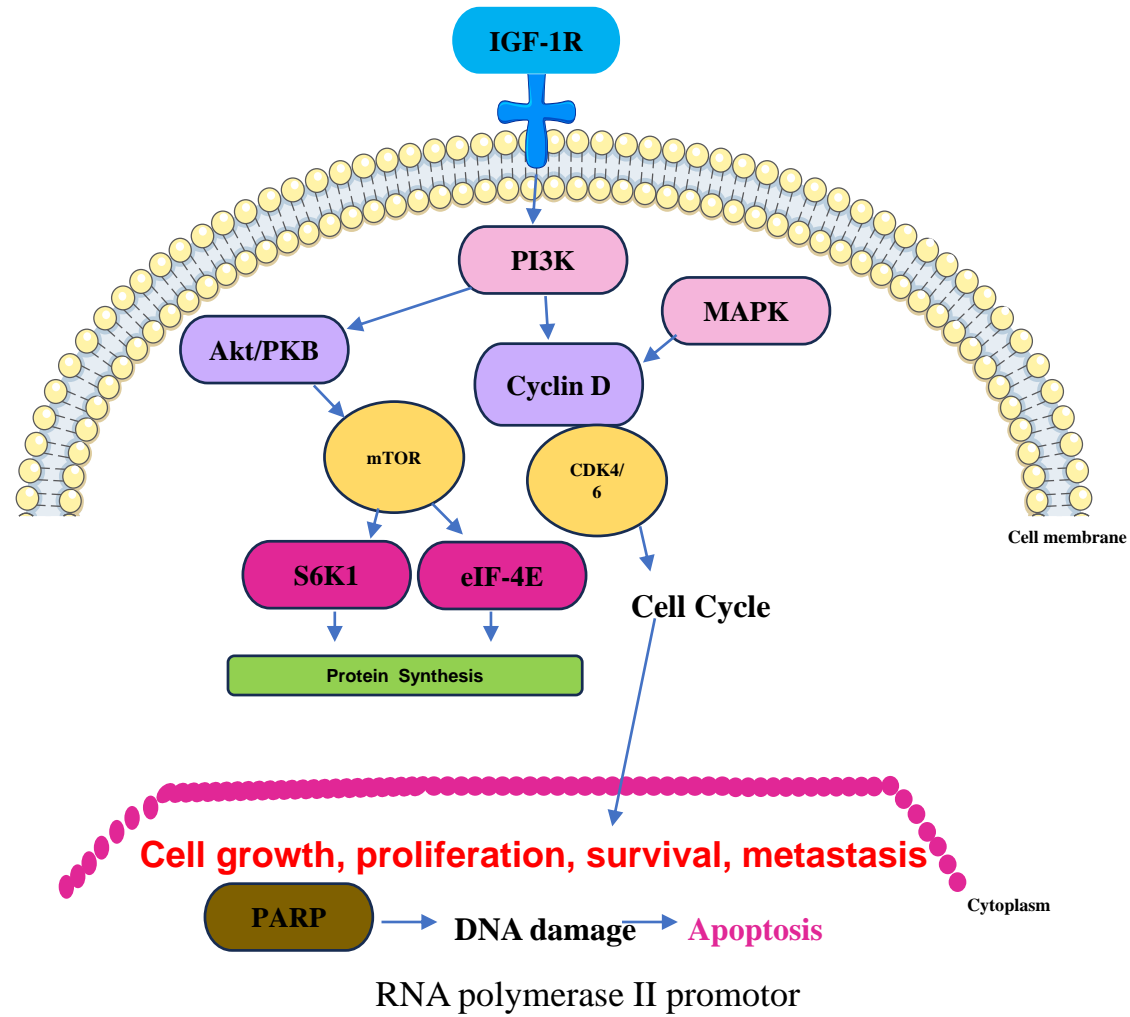 IGF-1R
PI3K
MAPK
Akt/PKB
Cyclin D
mTOR
CDK4/
6
Cell membrane
S6K1
eIF-4E
Cell Cycle
Protein Synthesis
Cell growth, proliferation, survival, metastasis
Cytoplasm
PARP
DNA damage
Apoptosis
RNA polymerase II promotor